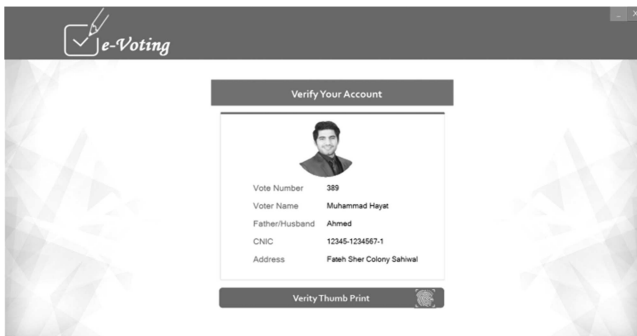 e-Voting
Verify Your Account
Vote Number 389
Voter Name Muhammad Hayat
Father/Husband Ahmed
CNIC 12345-1234567-1
Address Fateh Sher Colony Sahiwal
Verity Thumb Print